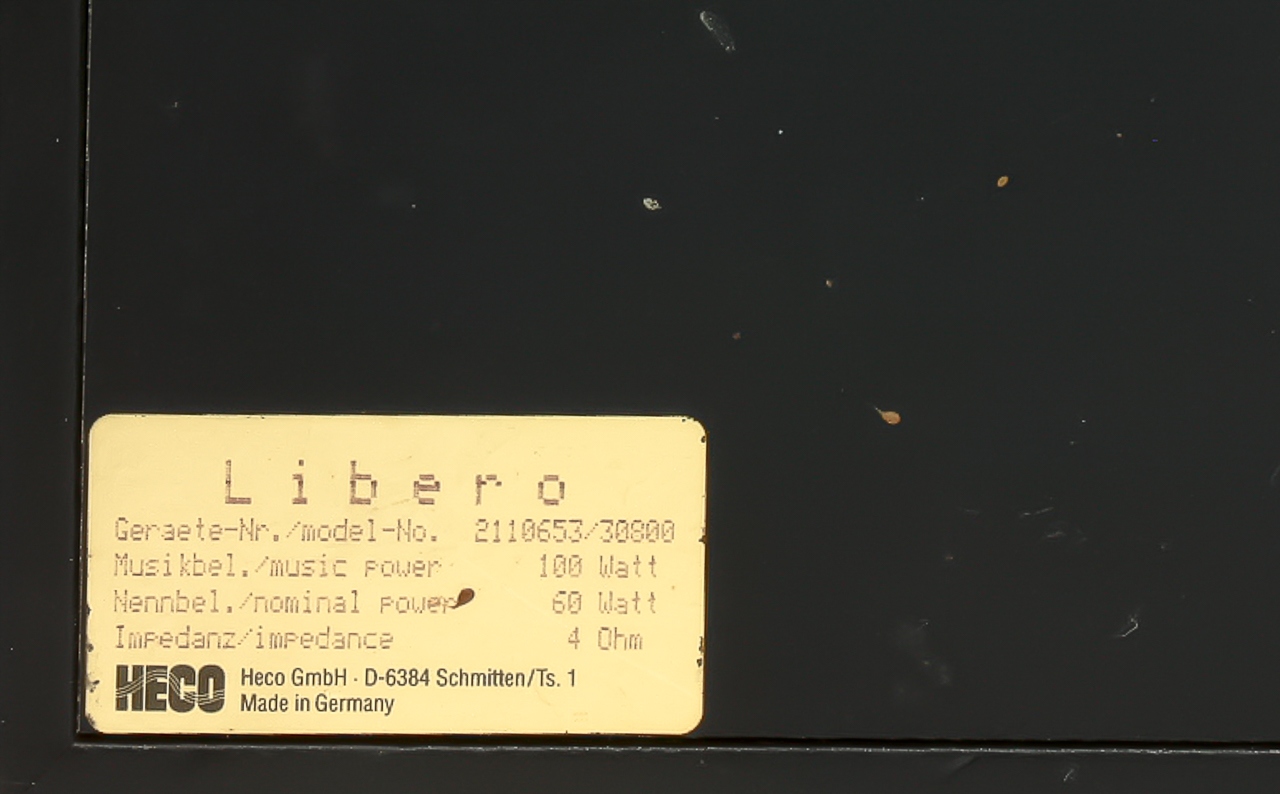 Libero
Geraete-Nr./model-No. 2110653/30800
Musikbel./music power 100 Watt
Nennbel./nominal power 60 Watt
Impedanz/impedance 4 Ohm
HECO Heco GmbH · D-6384 Schmitten/Ts. 1
Made in Germany